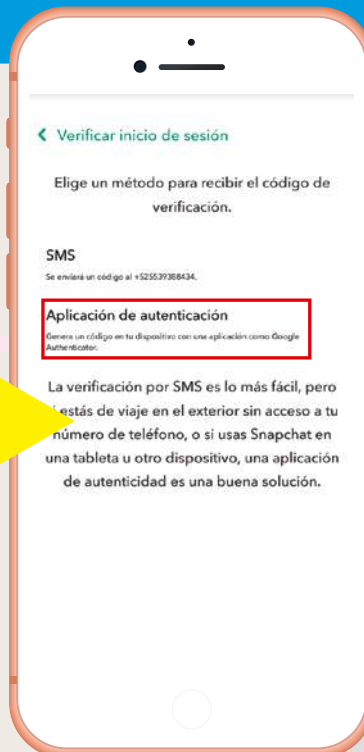 Verificar inicio de sesión
Elige un método para recibir el código de
verificación.
SMS
Se enviará un código al +525539388434.
Aplicación de autenticación
Genera un código en tu dispositivo con una aplicación como Google
Authenticator.
La verificación por SMS es lo más fácil, pero
estás de viaje en el exterior sin acceso a tu
número de teléfono, o si usas Snapchat en
una tableta u otro dispositivo, una aplicación
de autenticidad es una buena solución.